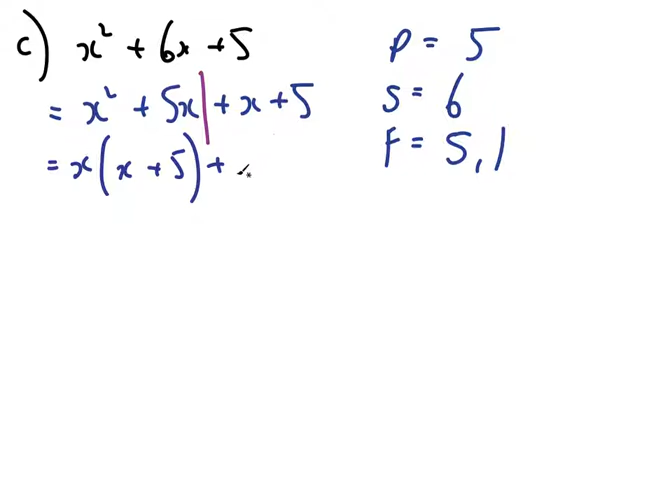 c) x² + 6x + 5
= x² + 5x | + x + 5
= x(x + 5) +
P = 5
S = 6
F = 5, 1